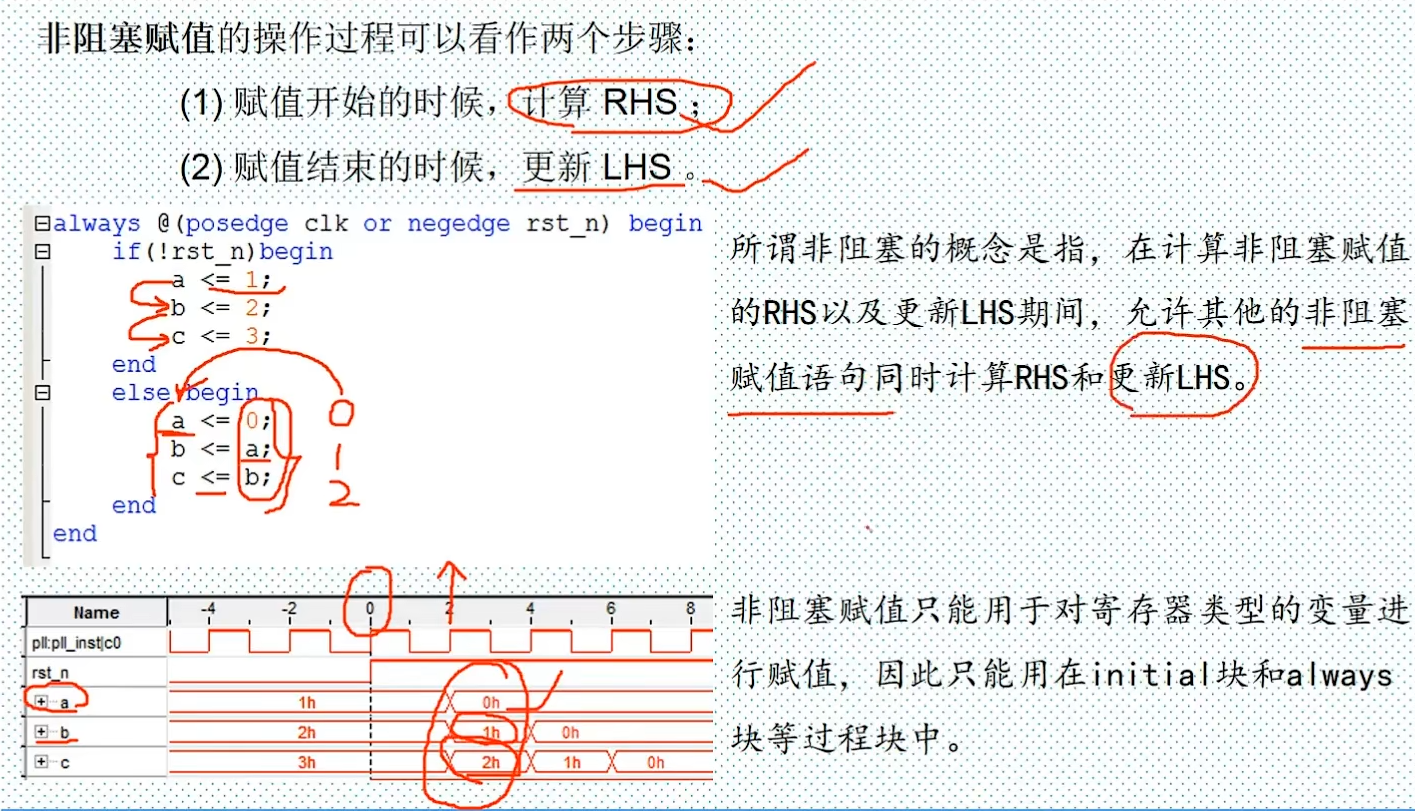 非阻塞赋值的操作过程可以看作两个步骤：
(1) 赋值开始的时候，计算 RHS；
(2) 赋值结束的时候，更新 LHS 。
always @(posedge clk or negedge rst_n) begin
if(!rst_n)begin
a <= 1;
b <= 2;
c <= 3;
end
else begin
a <= 0;
b <= a;
c <= b;
end
end
0
1
2
所谓非阻塞的概念是指，在计算非阻塞赋值
的RHS以及更新LHS期间，允许其他的非阻塞
赋值语句同时计算RHS和更新LHS。
Name -4 -2 0 2 4 6 8
pll:pll_inst|c0
rst_n
a 1h 0h
b 2h 1h 0h
c 3h 2h 1h 0h
非阻塞赋值只能用于对寄存器类型的变量进
行赋值，因此只能用在initial块和always
块等过程块中。